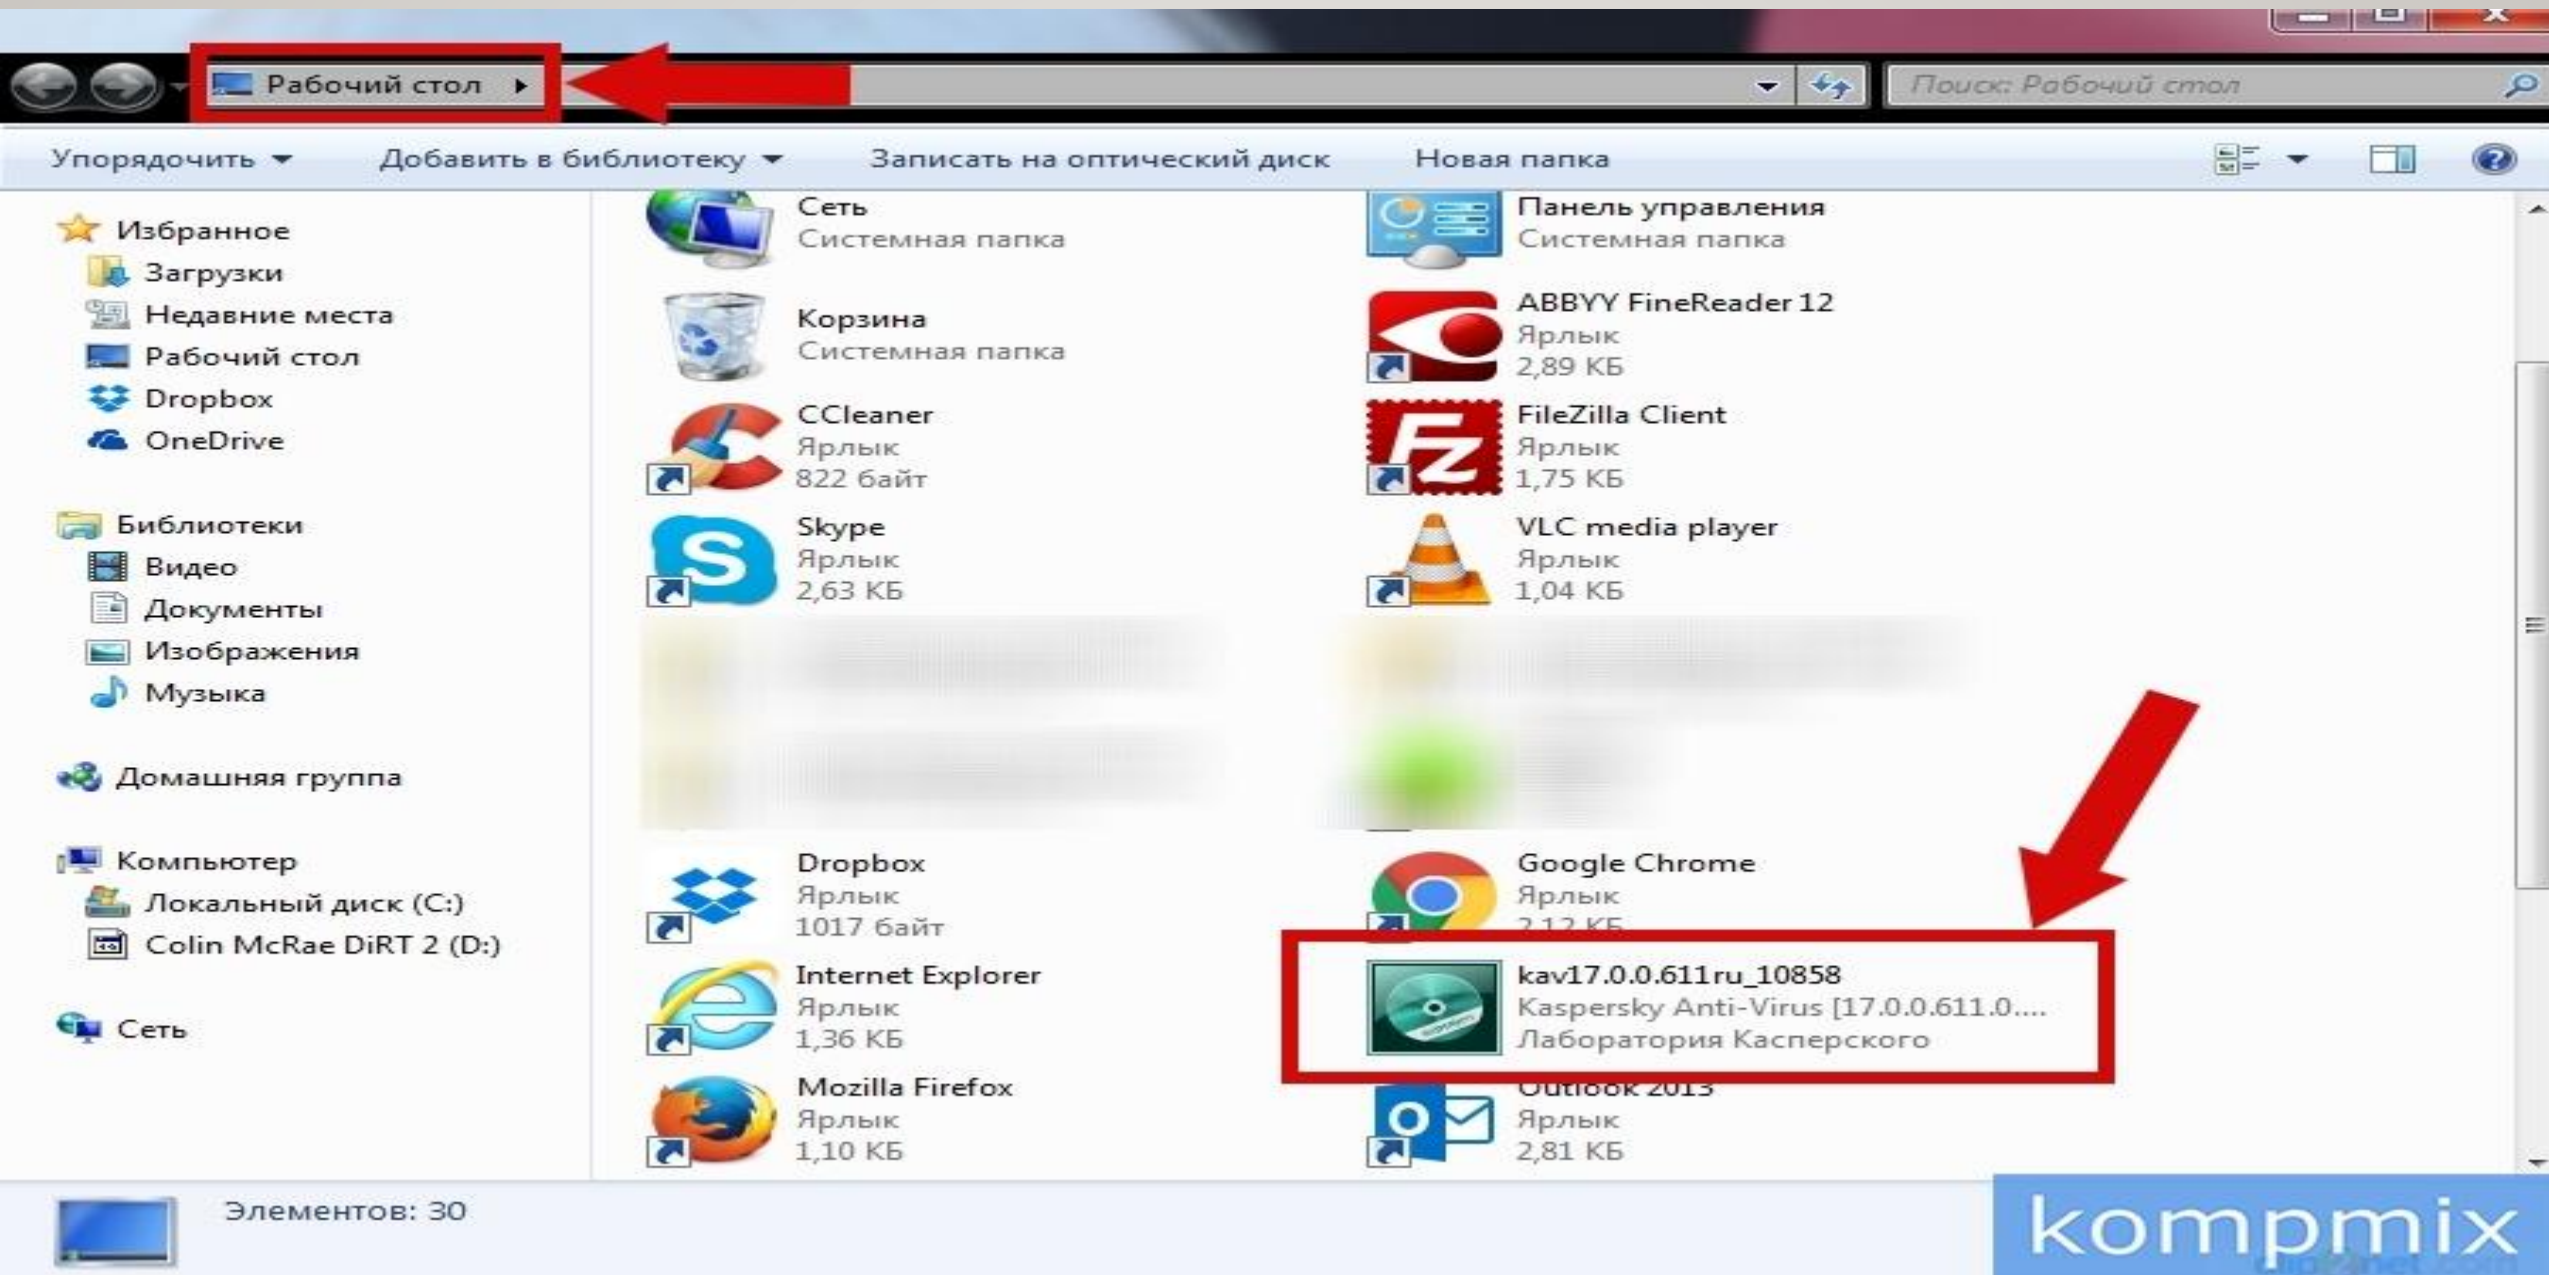 Рабочий стол
Поиск: Рабочий стол
Упорядочить
Добавить в библиотеку
Записать на оптический диск
Новая папка
Избранное
Загрузки
Недавние места
Рабочий стол
Dropbox
OneDrive
Библиотеки
Видео
Документы
Изображения
Музыка
Домашняя группа
Компьютер
Локальный диск (C:)
Colin McRae DiRT 2 (D:)
Сеть
Сеть
Системная папка
Панель управления
Системная папка
Корзина
Системная папка
ABBYY FineReader 12
Ярлык
2,89 КБ
CCleaner
Ярлык
822 байт
FileZilla Client
Ярлык
1,75 КБ
Skype
Ярлык
2,63 КБ
VLC media player
Ярлык
1,04 КБ
Dropbox
Ярлык
1017 байт
Google Chrome
Ярлык
2,12 КБ
Internet Explorer
Ярлык
1,36 КБ
kav17.0.0.611ru_10858
Kaspersky Anti-Virus [17.0.0.611.0....
Лаборатория Касперского
Mozilla Firefox
Ярлык
1,10 КБ
Outlook 2013
Ярлык
2,81 КБ
Элементов: 30
kompmix